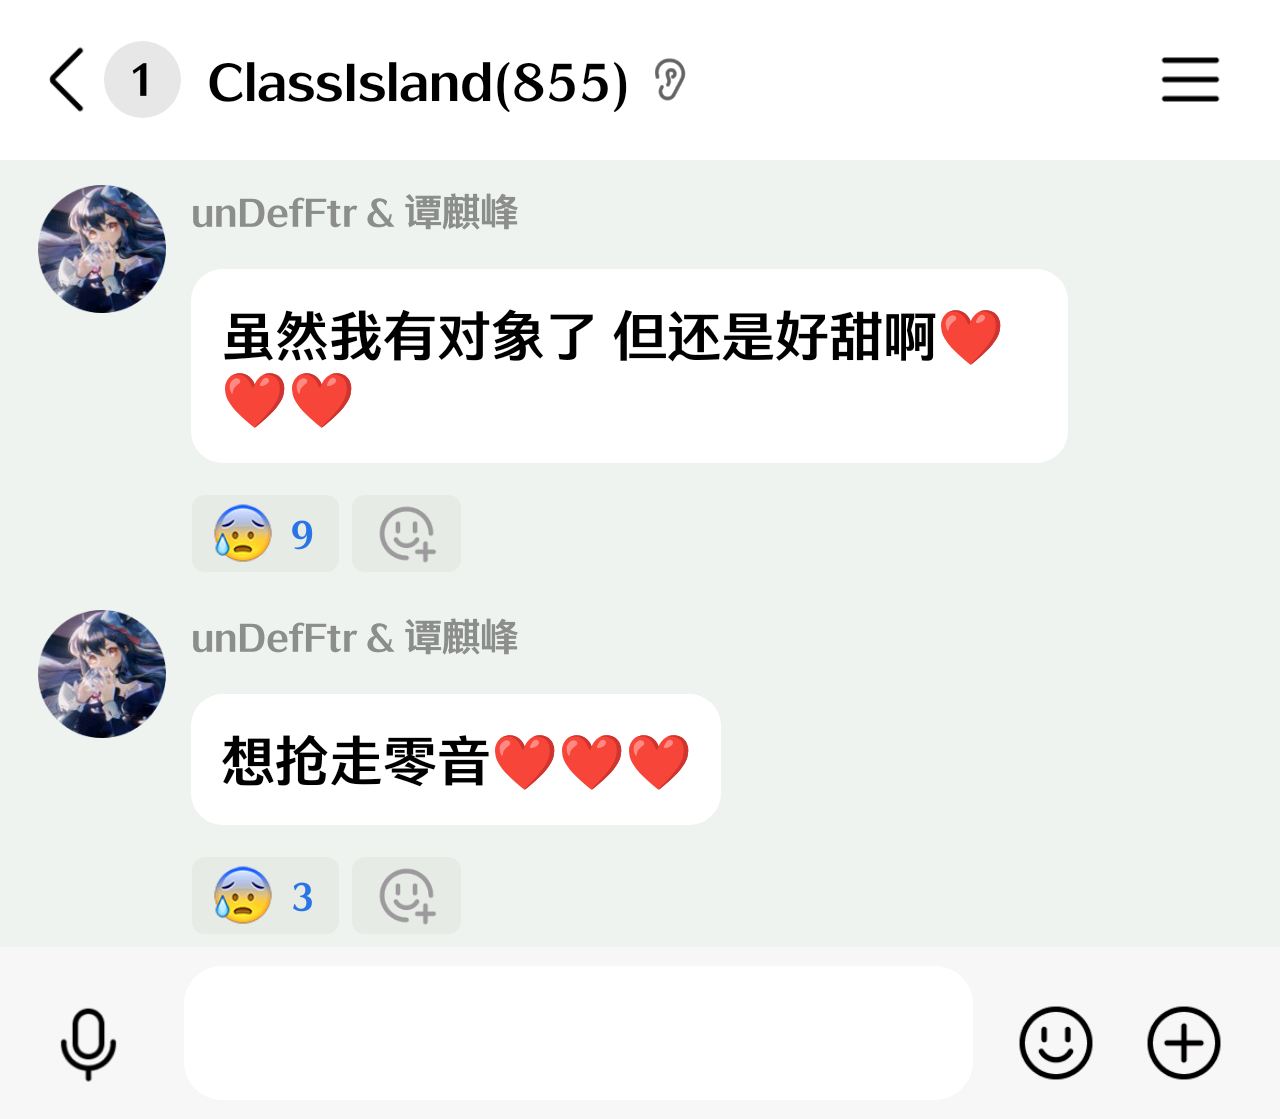 1 ClassIsland(855)
unDefFtr & 谭麒峰
虽然我有对象了 但还是好甜啊❤️
❤️❤️
9
unDefFtr & 谭麒峰
想抢走零音❤️❤️❤️
3